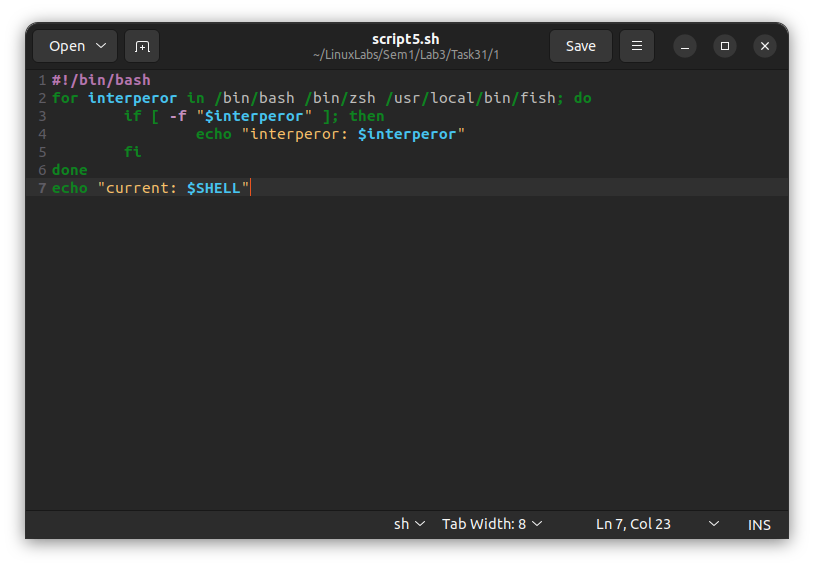 Open
script5.sh
~/LinuxLabs/Sem1/Lab3/Task31/1
Save
1 #!/bin/bash
2 for interperor in /bin/bash /bin/zsh /usr/local/bin/fish; do
3         if [ -f "$interperor" ]; then
4                 echo "interperor: $interperor"
5         fi
6 done
7 echo "current: $SHELL"
sh Tab Width: 8 Ln 7, Col 23 INS